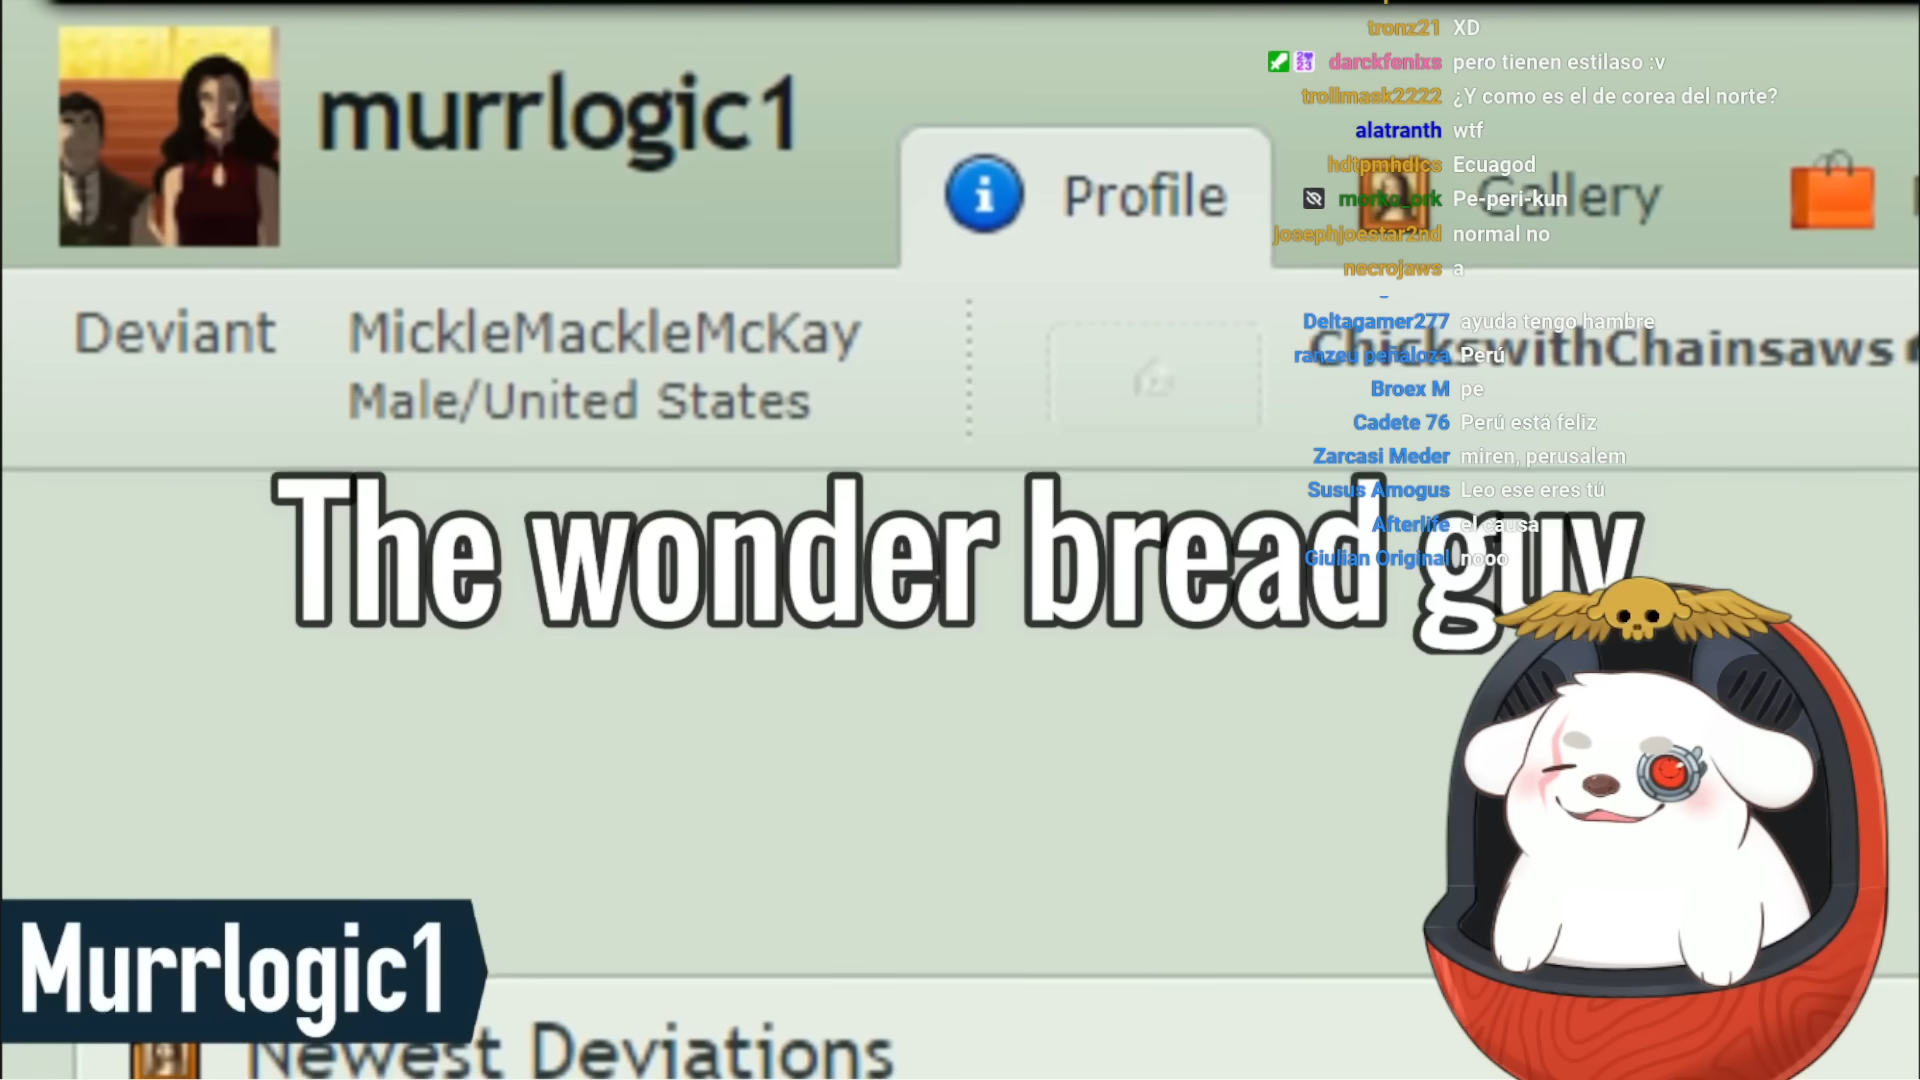 murrlogic1
Profile
Gallery
Deviant MickleMackleMcKay
Male/United States
ChickswithChainsaws
tronz21 XD
darckfenixs pero tienen estilaso :v
trollmask2222 ¿Y como es el de corea del norte?
alatranth wtf
hdtpmhdlcs Ecuagod
morko_ork Pe-peri-kun
josephjoestar2nd normal no
necrojaws a
Deltagamer277 ayuda tengo hambre
ranzeu peñaloza Perú
Broex M pe
Cadete 76 Perú está feliz
Zarcasi Meder miren, perusalem
Susus Amogus Leo ese eres tú
Afterlife el causa
Giulian Original nooo
The wonder bread guy
Murrlogic1
Newest Deviations